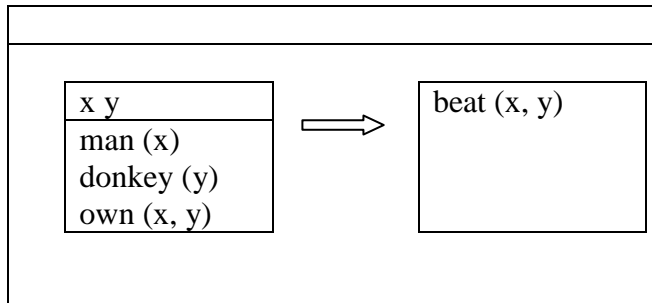 x y
man (x)
donkey (y)
own (x, y)
beat (x, y)